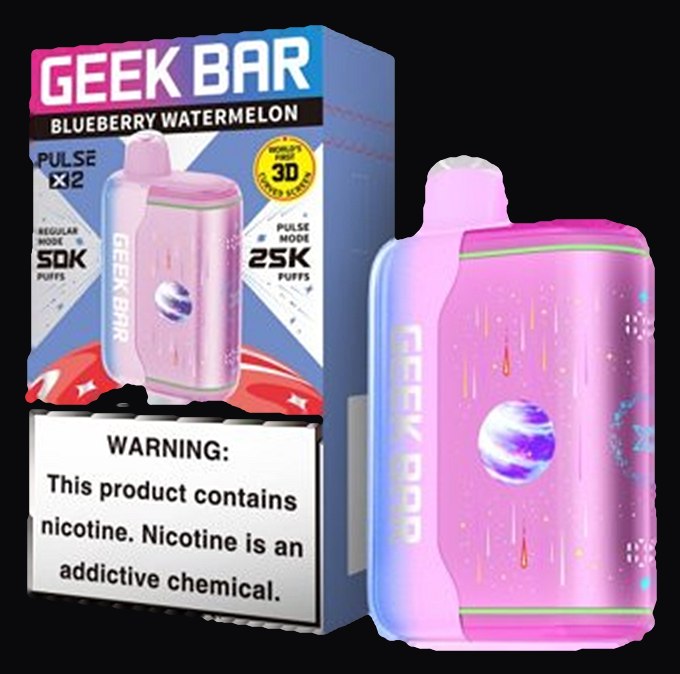 GEEK BAR
BLUEBERRY WATERMELON
PULSE
X2
WORLD'S
FIRST
3D
CURVED SCREEN
REGULAR
MODE
50K
PUFFS
PULSE
MODE
25K
PUFFS
GEEK BAR
WARNING:
This product contains
nicotine. Nicotine is an
addictive chemical.
GEEK BAR